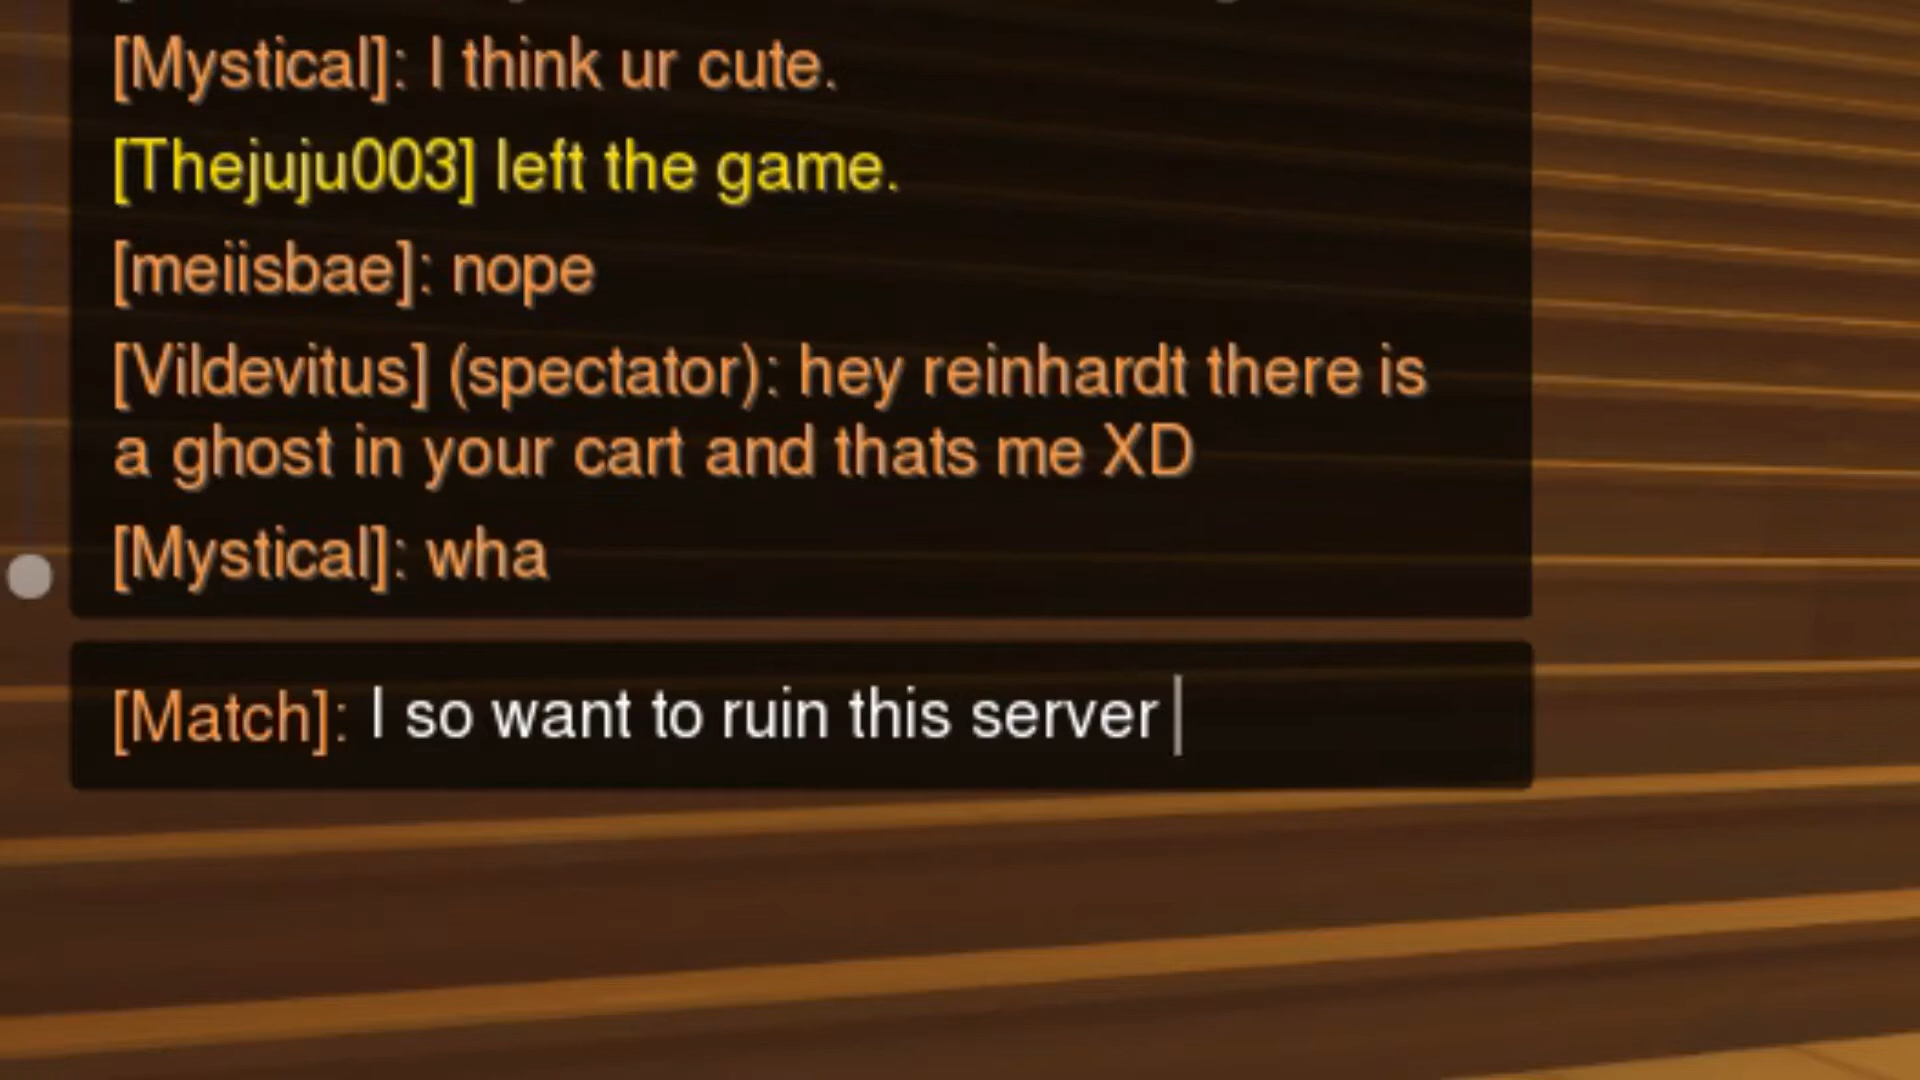 [Mystical]: I think ur cute.
[Thejuju003] left the game.
[meiisbae]: nope
[Vildevitus] (spectator): hey reinhardt there is
a ghost in your cart and thats me XD
[Mystical]: wha
[Match]: I so want to ruin this server